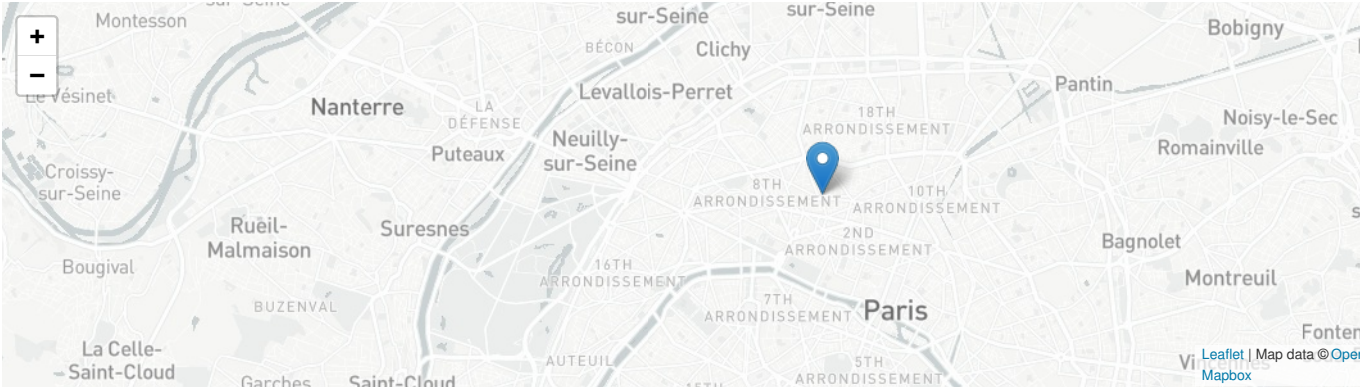 sur-Seine
sur-Seine
sur-Seine
Montesson
+
−
BÉCON
Clichy
Bobigny
Le Vésinet
Nanterre
LA
DÉFENSE
Levallois-Perret
Pantin
18TH
ARRONDISSEMENT
Noisy-le-Sec
Neuilly-
sur-Seine
Puteaux
Romainville
Croissy-
sur-Seine
8TH
ARRONDISSEMENT
10TH
ARRONDISSEMENT
Rueil-
Malmaison
Suresnes
2ND
ARRONDISSEMENT
Bagnolet
Bougival
16TH
ARRONDISSEMENT
Montreuil
BUZENVAL
7TH
ARRONDISSEMENT
Paris
La Celle-
Saint-Cloud
AUTEUIL
5TH
ARRONDISSEMENT
Garches
Saint-Cloud
15TH
Leaflet | Map data ©
Mapbox